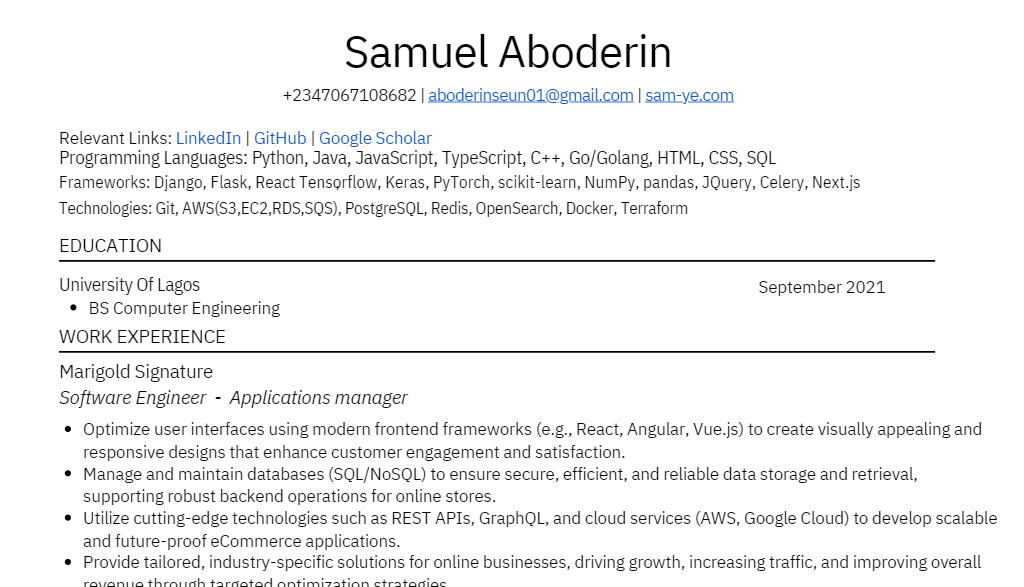 Samuel Aboderin
+2347067108682 | aboderinseun01@gmail.com | sam-ye.com
Relevant Links: LinkedIn | GitHub | Google Scholar
Programming Languages: Python, Java, JavaScript, TypeScript, C++, Go/Golang, HTML, CSS, SQL
Frameworks: Django, Flask, React Tensorflow, Keras, PyTorch, scikit-learn, NumPy, pandas, JQuery, Celery, Next.js
Technologies: Git, AWS(S3,EC2,RDS,SQS), PostgreSQL, Redis, OpenSearch, Docker, Terraform
EDUCATION
University Of Lagos September 2021
• BS Computer Engineering
WORK EXPERIENCE
Marigold Signature
Software Engineer - Applications manager
• Optimize user interfaces using modern frontend frameworks (e.g., React, Angular, Vue.js) to create visually appealing and
responsive designs that enhance customer engagement and satisfaction.
• Manage and maintain databases (SQL/NoSQL) to ensure secure, efficient, and reliable data storage and retrieval,
supporting robust backend operations for online stores.
• Utilize cutting-edge technologies such as REST APIs, GraphQL, and cloud services (AWS, Google Cloud) to develop scalable
and future-proof eCommerce applications.
• Provide tailored, industry-specific solutions for online businesses, driving growth, increasing traffic, and improving overall
revenue through targeted optimization strategies.